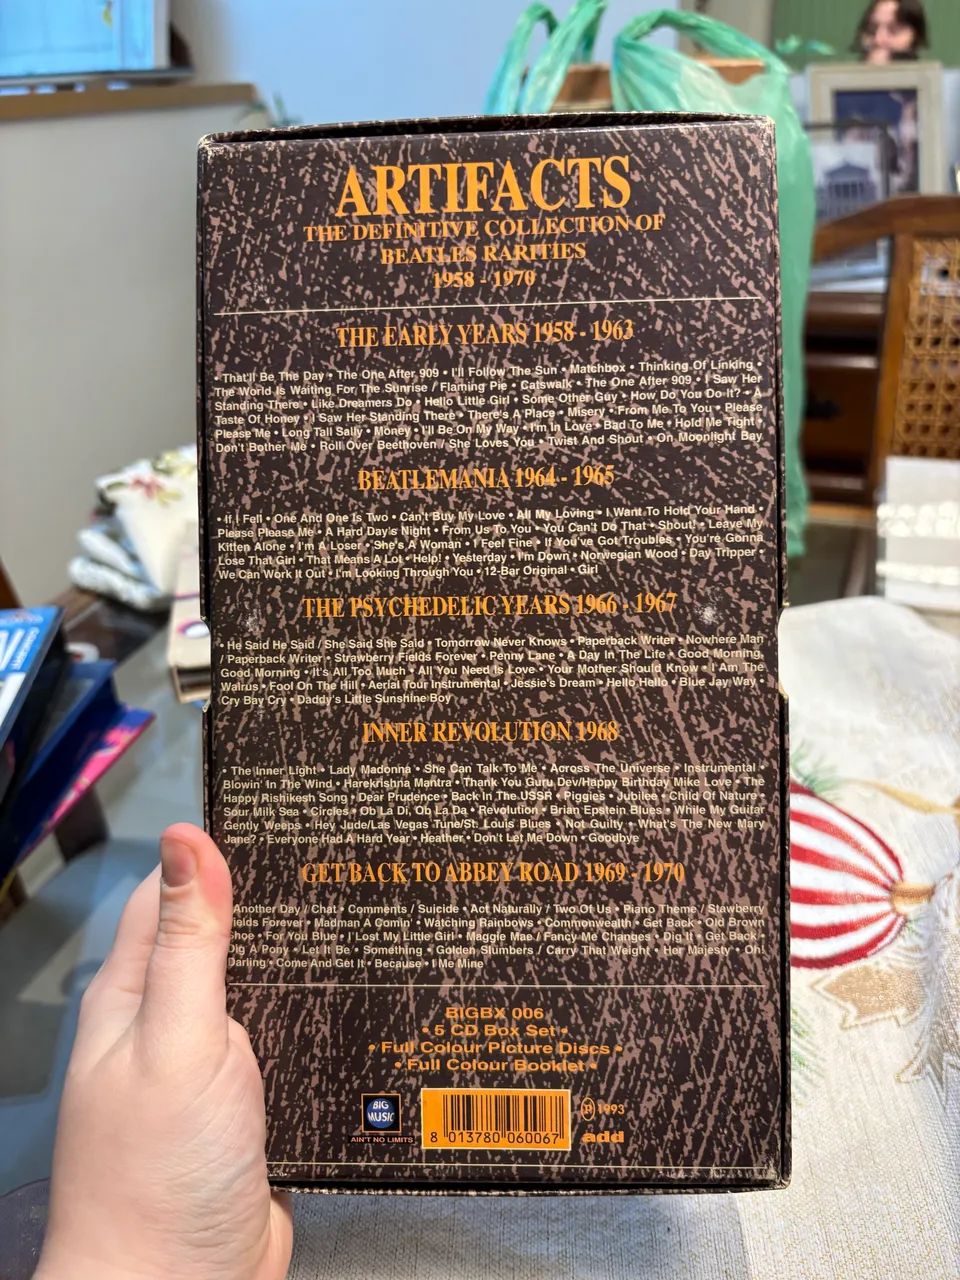 ARTIFACTS
THE DEFINITIVE COLLECTION OF
BEATLES RARITIES
1958 - 1970
THE EARLY YEARS 1958 - 1963
• That'll Be The Day • The One After 909 • I'll Follow The Sun • Matchbox • Thinking Of Linking •
The World Is Waiting For The Sunrise / Flaming Pie • Catswalk • The One After 909 • I Saw Her
Standing There • Like Dreamers Do • Hello Little Girl • Some Other Guy • How Do You Do It? • A
Taste Of Honey • I Saw Her Standing There • There's A Place • Misery • From Me To You • Please
Please Me • Long Tall Sally • Money • I'll Be On My Way • I'm In Love • Bad To Me • Hold Me Tight •
Don't Bother Me • Roll Over Beethoven / She Loves You • Twist And Shout • On Moonlight Bay
BEATLEMANIA 1964 - 1965
• If I Fell • One And One Is Two • Can't Buy My Love • All My Loving • I Want To Hold Your Hand •
Please Please Me • A Hard Day's Night • From Us To You • You Can't Do That • Shout! • Leave My
Kitten Alone • I'm A Loser • She's A Woman • I Feel Fine • If You've Got Troubles • You're Gonna
Lose That Girl • That Means A Lot • Help! • Yesterday • I'm Down • Norwegian Wood • Day Tripper •
We Can Work It Out • I'm Looking Through You • 12-Bar Original • Girl
THE PSYCHEDELIC YEARS 1966 - 1967
• He Said He Said / She Said She Said • Tomorrow Never Knows • Paperback Writer • Nowhere Man
/ Paperback Writer • Strawberry Fields Forever • Penny Lane • A Day In The Life • Good Morning,
Good Morning • It's All Too Much • All You Need Is Love • Your Mother Should Know • I Am The
Walrus • Fool On The Hill • Aerial Tour Instrumental • Jessie's Dream • Hello Hello • Blue Jay Way •
Cry Bay Cry • Daddy's Little Sunshine Boy
INNER REVOLUTION 1968
• The Inner Light • Lady Madonna • She Can Talk To Me • Across The Universe • Instrumental •
Blowin' In The Wind • Harekrishna Mantra • Thank You Guru Dev/Happy Birthday Mike Love • The
Happy Rishikesh Song • Dear Prudence • Back In The USSR • Piggies • Jubilee • Child Of Nature •
Sour Milk Sea • Circles • Ob La Di, Ob La Da • Revolution • Brian Epstein Blues • While My Guitar
Gently Weeps • Hey Jude/Las Vegas Tune/St. Louis Blues • Not Guilty • What's The New Mary
Jane? • Everyone Had A Hard Year • Heather • Don't Let Me Down • Goodbye
GET BACK TO ABBEY ROAD 1969 - 1970
Another Day / Chat • Comments / Suicide • Act Naturally / Two Of Us • Piano Theme / Stawberry
Fields Forever • Madman A Comin' • Watching Rainbows • Commonwealth • Get Back • Old Brown
Shoe • For You Blue • I Lost My Little Girl • Maggie Mae / Fancy Me Changes • Dig It • Get Back •
Dig A Pony • Let It Be • Something • Golden Slumbers / Carry That Weight • Her Majesty • Oh!
Darling • Come And Get It • Because • I Me Mine
BIGBX 006
• 5 CD Box Set •
• Full Colour Picture Discs •
• Full Colour Booklet •
BIG
MUSIC
AIN'T NO LIMITS
8 013780 060067
℗ 1993
add